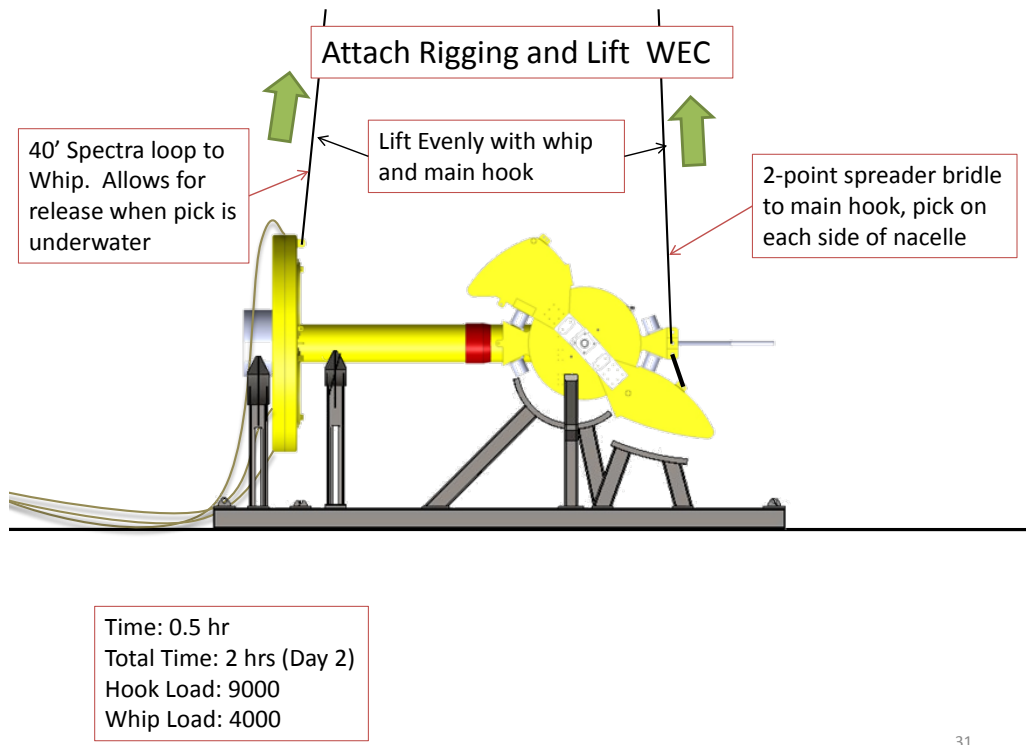 Attach Rigging and Lift WEC
40’ Spectra loop to
Whip. Allows for
release when pick is
underwater
Lift Evenly with whip
and main hook
2-point spreader bridle
to main hook, pick on
each side of nacelle
Time: 0.5 hr
Total Time: 2 hrs (Day 2)
Hook Load: 9000
Whip Load: 4000
31